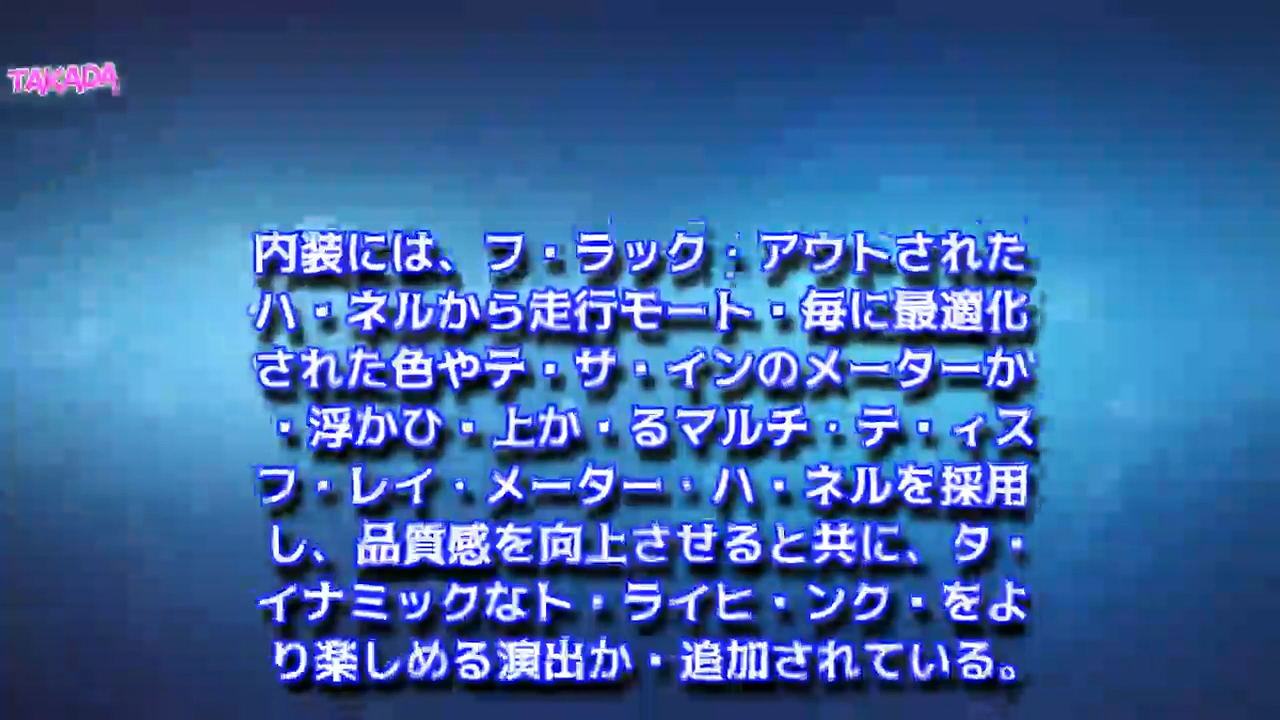 TAKADA
内装には、フ・ラック・アウトされた
ハ・ネルから走行モート・毎に最適化
された色やテ・サ・インのメーターか
・浮かひ・上か・るマルチ・テ・ィス
フ・レイ・メーター・ハ・ネルを採用
し、品質感を向上させると共に、タ・
イナミックなト・ライヒ・ンク・をよ
り楽しめる演出か・追加されている。